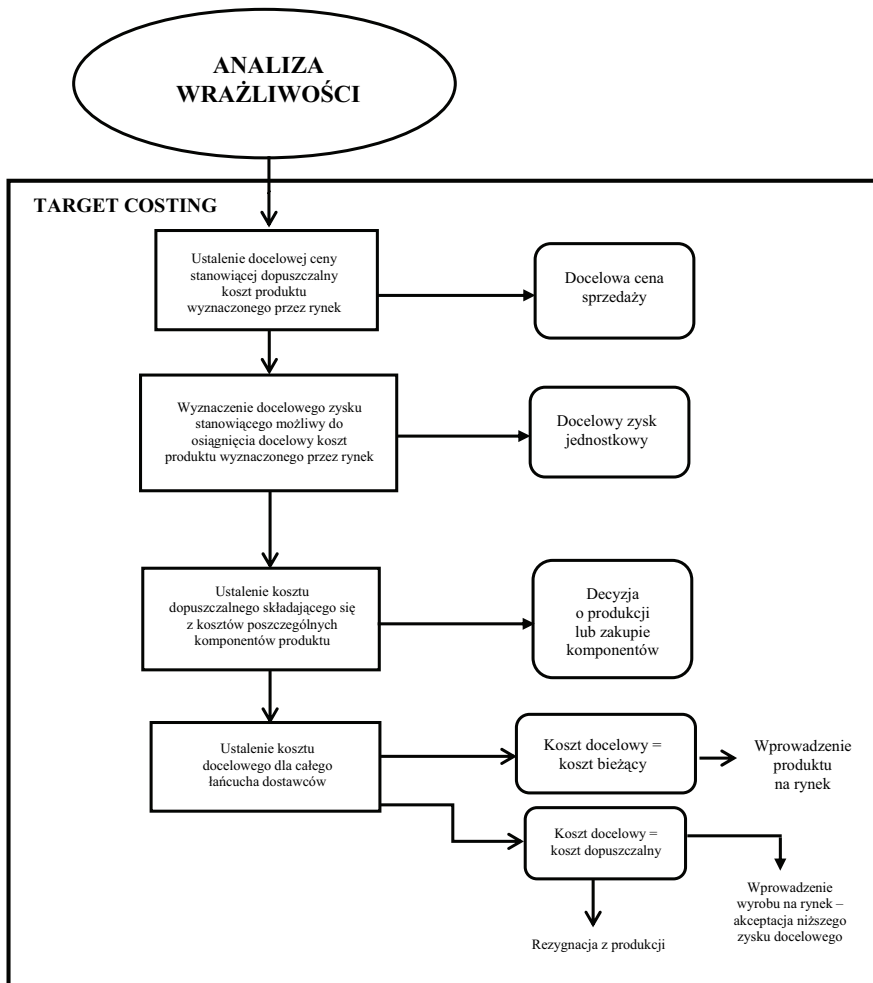 ANALIZA
WRAŻLIWOŚCI
TARGET COSTING
Ustalenie docelowej ceny
stanowiącej dopuszczalny
koszt produktu
wyznaczonego przez rynek
Docelowa cena
sprzedaży
Wyznaczenie docelowego zysku
stanowiącego możliwy do
osiągnięcia docelowy koszt
produktu wyznaczonego przez rynek
Docelowy zysk
jednostkowy
Ustalenie kosztu
dopuszczalnego składającego się
z kosztów poszczególnych
komponentów produktu
Decyzja
o produkcji
lub zakupie
komponentów
Ustalenie kosztu
docelowego dla całego
łańcucha dostawców
Koszt docelowy =
koszt bieżący
Wprowadzenie
produktu
na rynek
Koszt docelowy =
koszt dopuszczalny
Wprowadzenie
wyrobu na rynek –
akceptacja niższego
zysku docelowego
Rezygnacja z produkcji